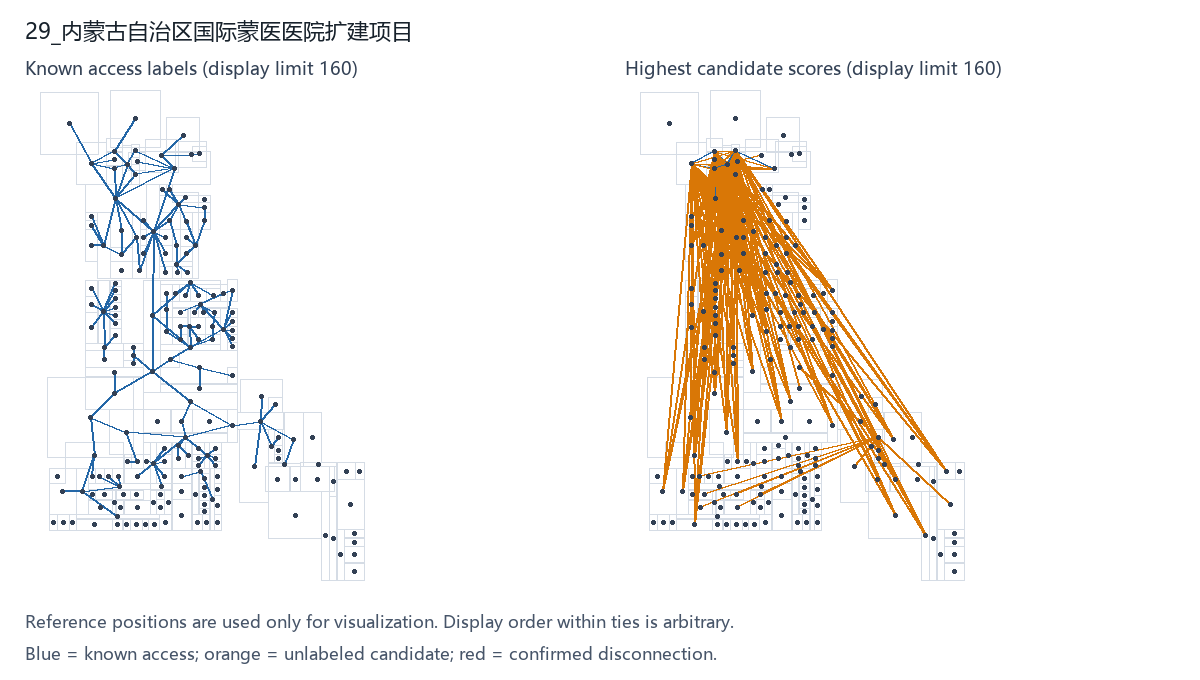 29_内蒙古自治区国际蒙医医院扩建项目
Known access labels (display limit 160)
Highest candidate scores (display limit 160)
Reference positions are used only for visualization. Display order within ties is arbitrary.
Blue = known access; orange = unlabeled candidate; red = confirmed disconnection.